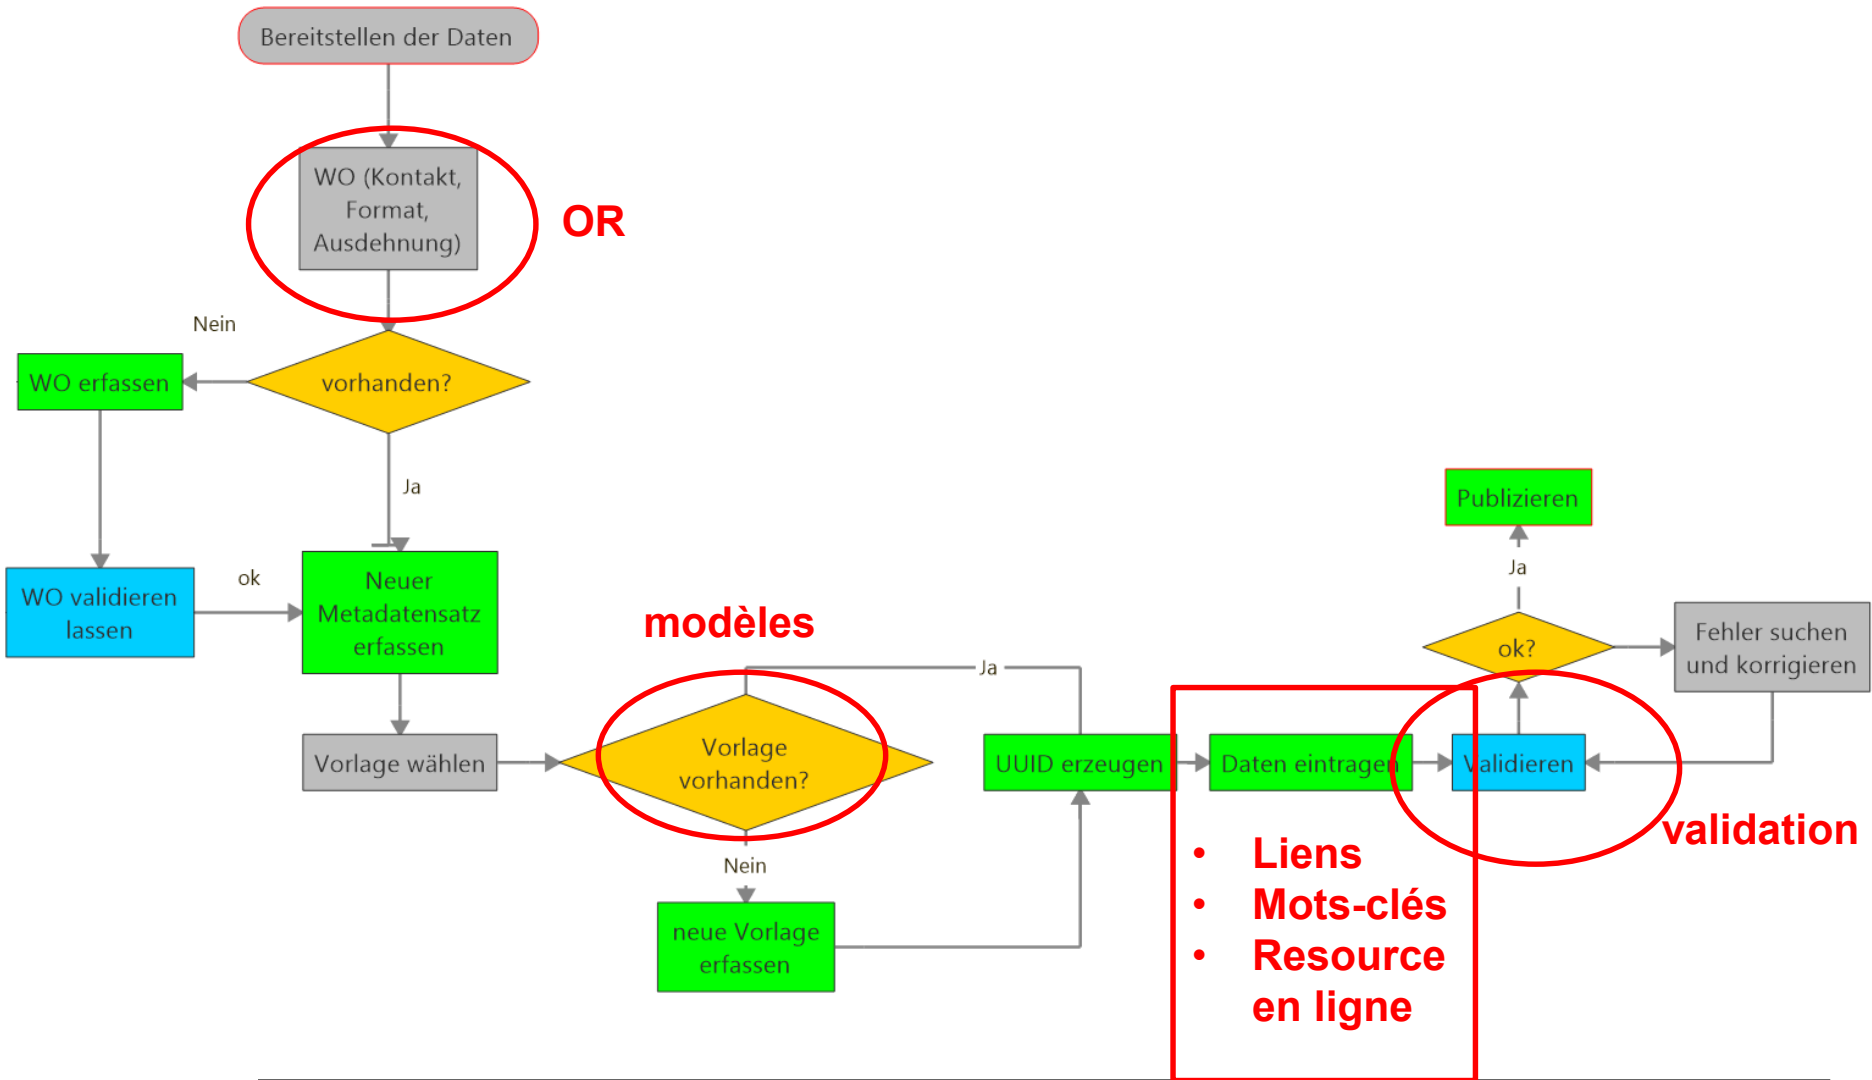 Bereitstellen der Daten
WO (Kontakt,
Format,
Ausdehnung)
OR
Nein
WO erfassen
vorhanden?
Ja
WO validieren
lassen
ok
Neuer
Metadatensatz
erfassen
modèles
Vorlage wählen
Vorlage
vorhanden?
Ja
Nein
neue Vorlage
erfassen
UUID erzeugen
Daten eintragen
Validieren
Publizieren
Ja
ok?
Fehler suchen
und korrigieren
validation
• Liens
• Mots-clés
• Resource
en ligne